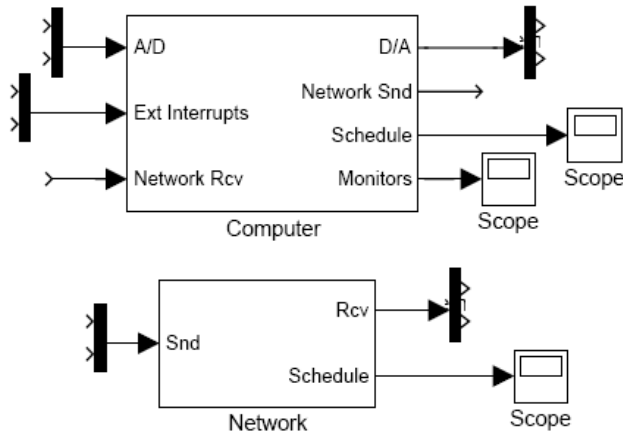 A/D
D/A
Network Snd
Ext Interrupts
Schedule
Network Rcv
Monitors
Scope
Scope
Computer
Rcv
Snd
Schedule
Network
Scope